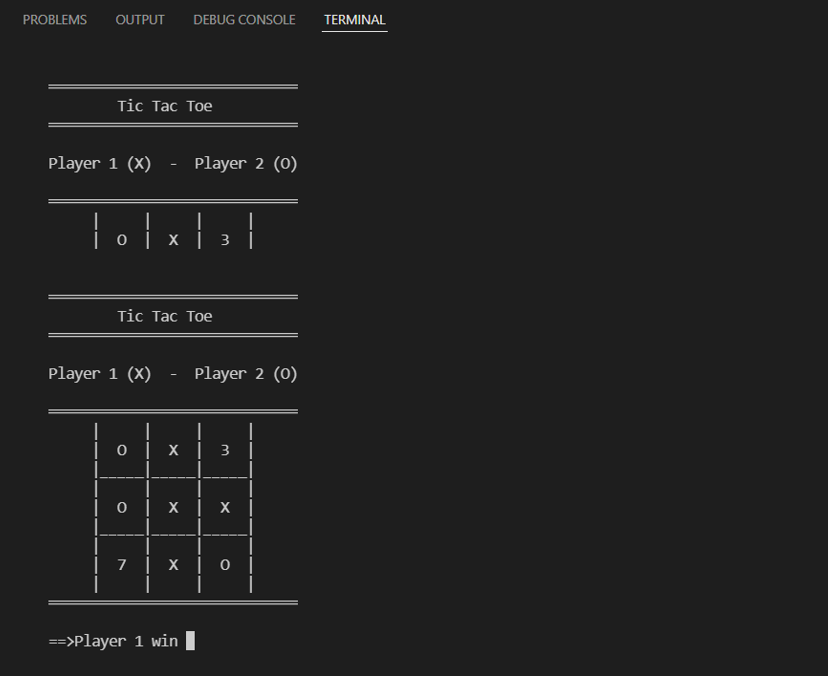 PROBLEMS OUTPUT DEBUG CONSOLE TERMINAL
Tic Tac Toe
Player 1 (X)  -  Player 2 (O)
| O | X | 3 |
Tic Tac Toe
Player 1 (X)  -  Player 2 (O)
| O | X | 3 |
|_____|_____|_____|
| O | X | X |
|_____|_____|_____|
| 7 | X | O |
==>Player 1 win